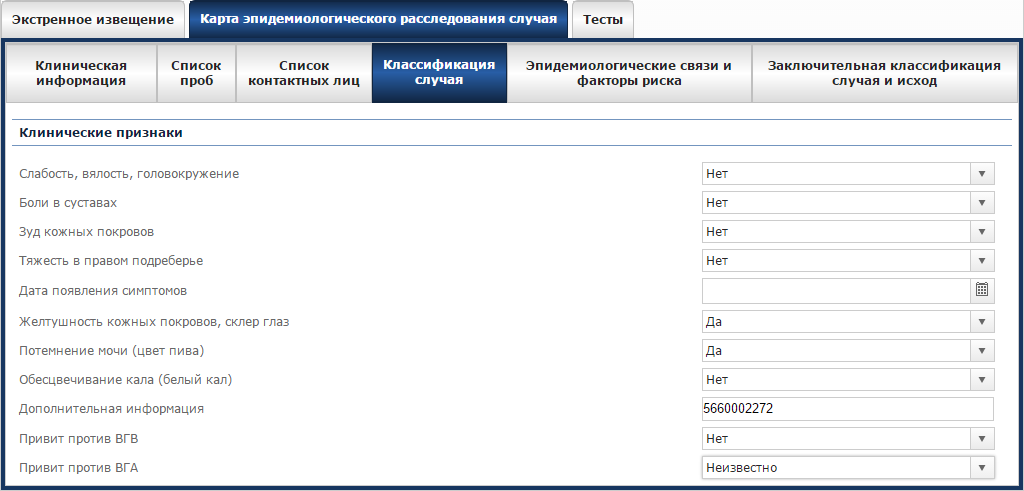 Экстренное извещение Карта эпидемиологического расследования случая Тесты
Клиническая информация Список проб Список контактных лиц Классификация случая Эпидемиологические связи и факторы риска Заключительная классификация случая и исход
Клинические признаки
Слабость, вялость, головокружение Нет
Боли в суставах Нет
Зуд кожных покровов Нет
Тяжесть в правом подреберье Нет
Дата появления симптомов
Желтушность кожных покровов, склер глаз Да
Потемнение мочи (цвет пива) Да
Обесцвечивание кала (белый кал) Нет
Дополнительная информация 5660002272
Привит против ВГВ Нет
Привит против ВГА Неизвестно